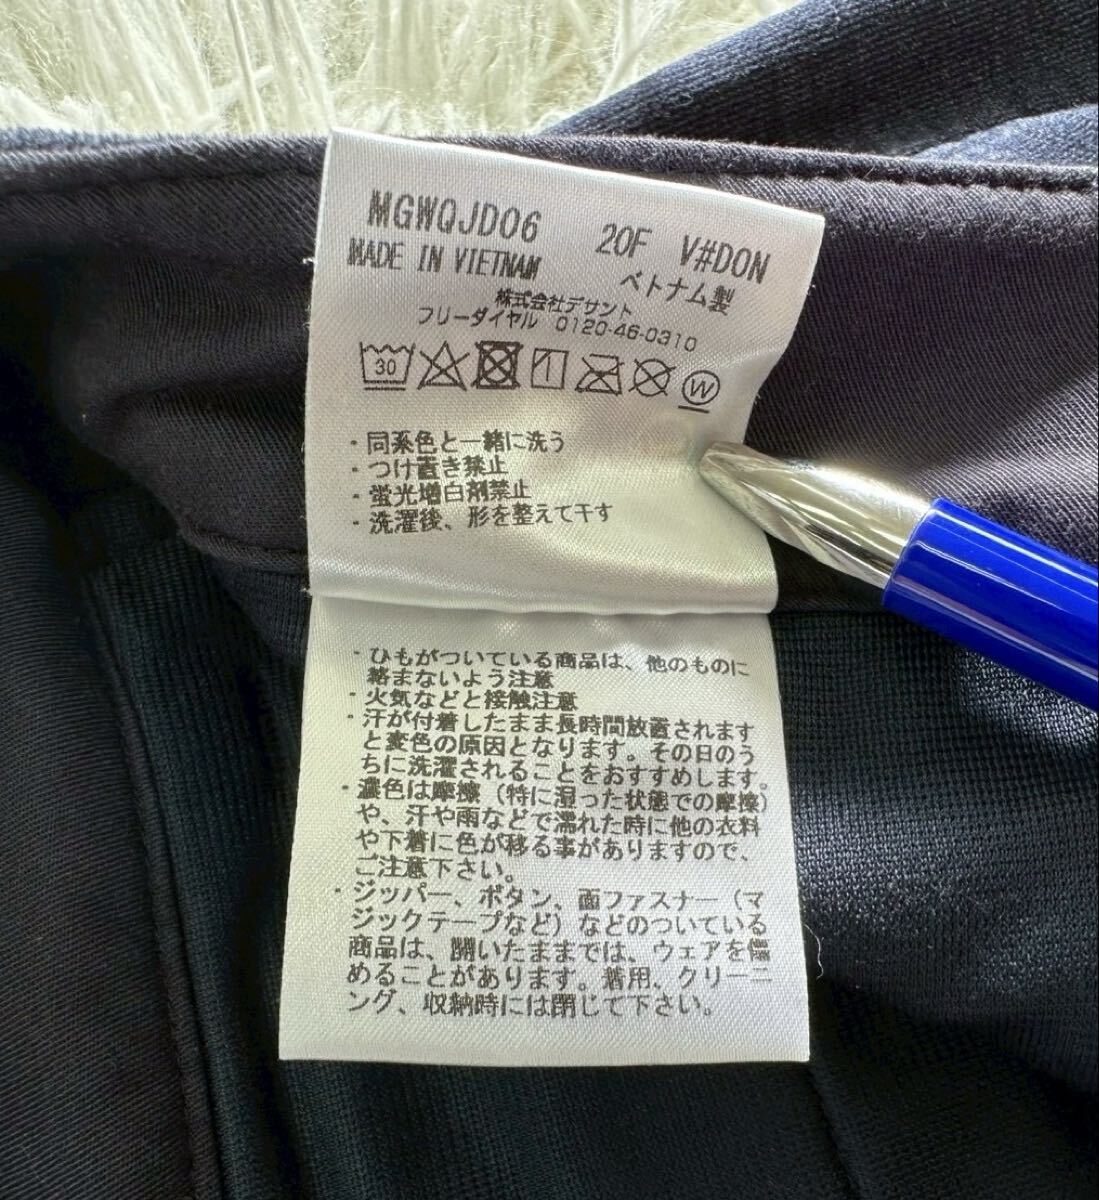 MGWQJD06 20F V#DON
MADE IN VIETNAM ベトナム製
株式会社デサント
フリーダイヤル 0120-46-0310
30 W
・同系色と一緒に洗う
・つけ置き禁止
・蛍光増白剤禁止
・洗濯後、形を整えて干す
・ひもがついている商品は、他のものに
絡まないよう注意
・火気などと接触注意
・汗が付着したまま長時間放置されます
と変色の原因となります。その日のう
ちに洗濯されることをおすすめします。
・濃色は摩擦（特に湿った状態での摩擦）
や、汗や雨などで濡れた時に他の衣料
や下着に色が移る事がありますので、
ご注意下さい。
・ジッパー、ボタン、面ファスナー（マ
ジックテープなど）などのついている
商品は、開いたままでは、ウェアを傷
めることがあります。着用、クリーニ
ング、収納時には閉じて下さい。